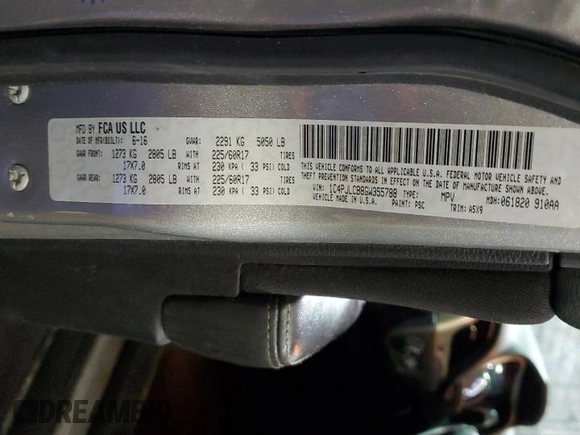 MFD BY FCA US LLC
DATE OF MFR(BUILT): 6-16 GVWR: 2291 KG 5050 LB
GAWR FRONT: 1273 KG 2805 LB WITH 225/60R17 TIRES
17X7.0 RIMS AT 230 KPA ( 33 PSI) COLD
GAWR REAR: 1273 KG 2805 LB WITH 225/60R17 TIRES
17X7.0 RIMS AT 230 KPA ( 33 PSI) COLD
THIS VEHICLE CONFORMS TO ALL APPLICABLE U.S.A. FEDERAL MOTOR VEHICLE SAFETY AND
THEFT PREVENTION STANDARDS IN EFFECT ON THE DATE OF MANUFACTURE SHOWN ABOVE.
VIN: 1C4PJLCB8GW355788 TYPE: MPV MDH: 061820 910AA
VEHICLE MADE IN U.S.A. PAINT: PSC TRIM: A5X9